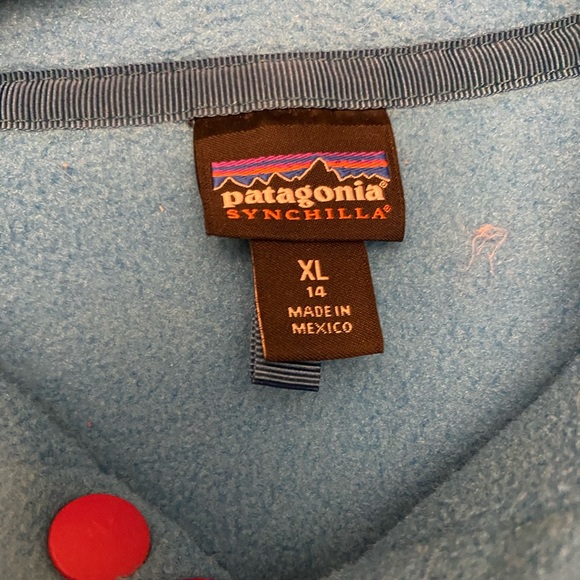 patagonia®
SYNCHILLA®
XL
14
MADE IN
MEXICO